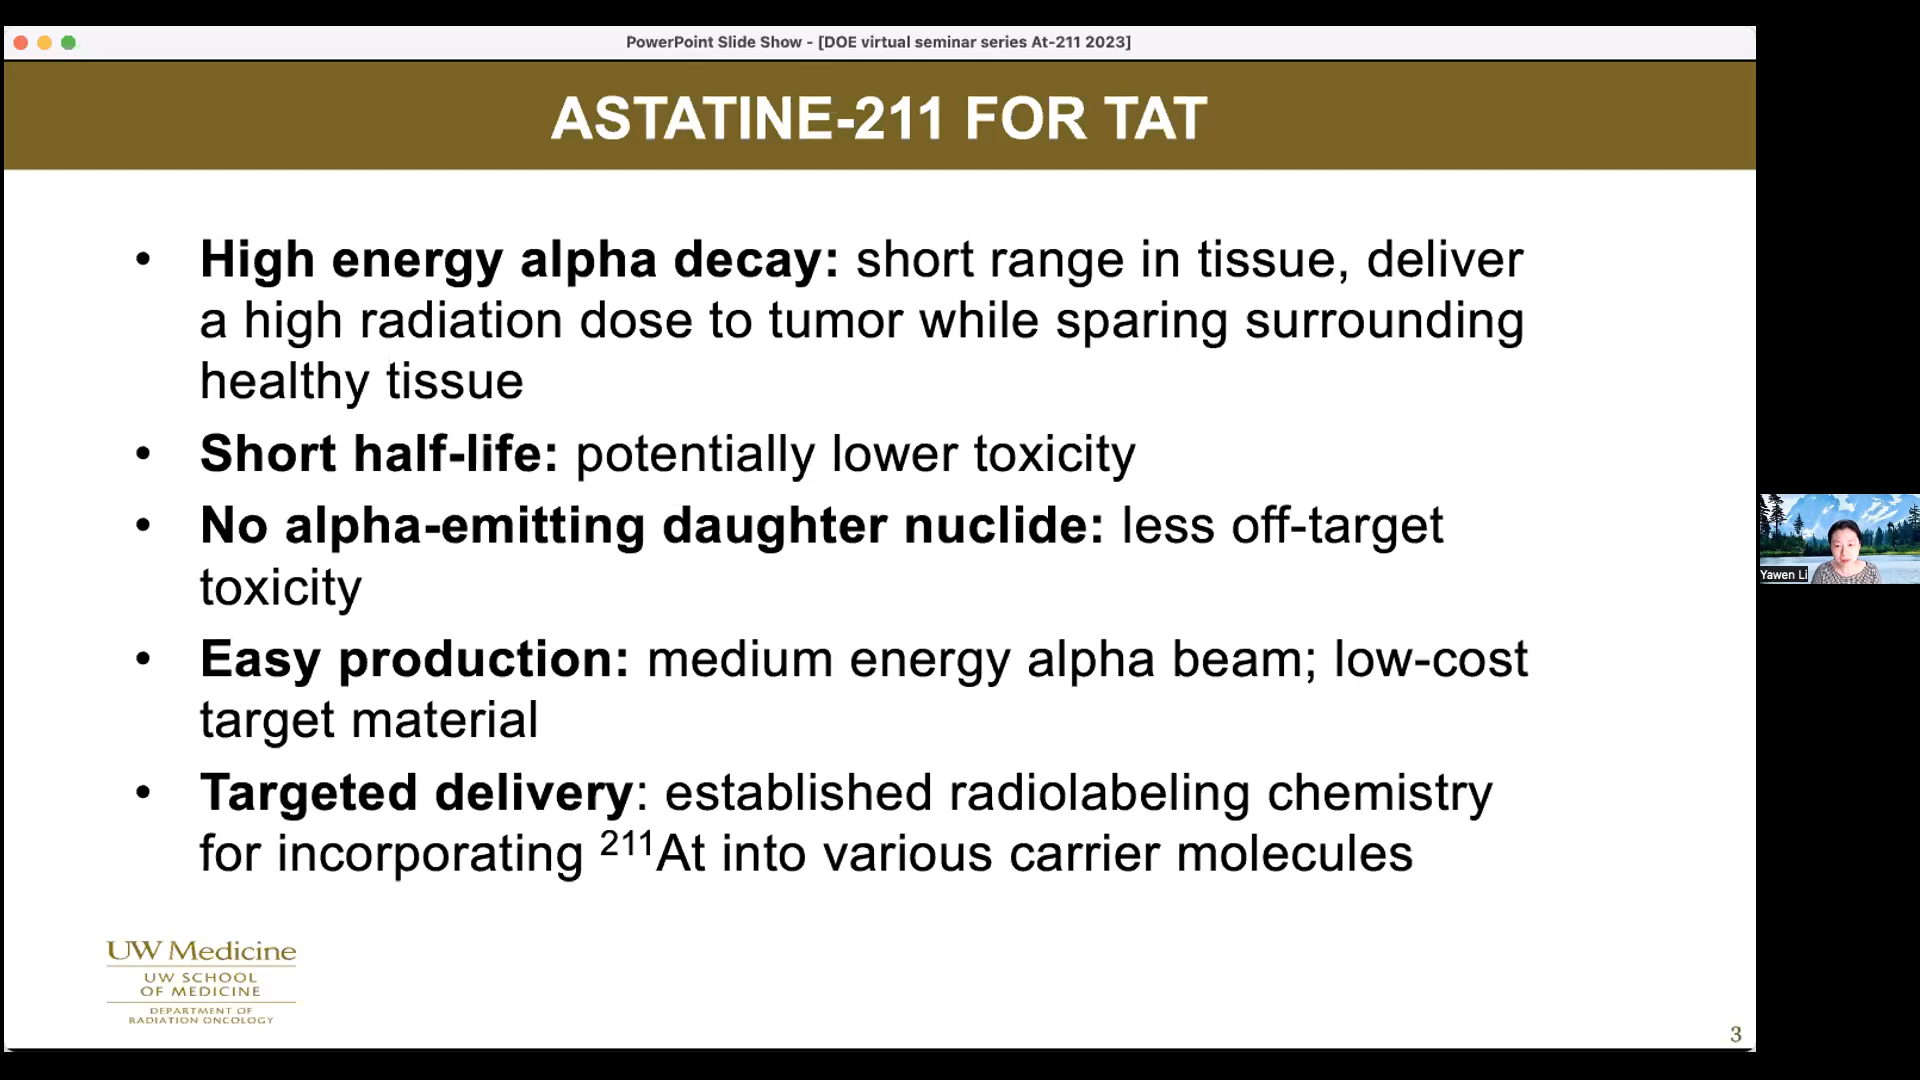 PowerPoint Slide Show - [DOE virtual seminar series At-211 2023]
ASTATINE-211 FOR TAT
• High energy alpha decay: short range in tissue, deliver
a high radiation dose to tumor while sparing surrounding
healthy tissue
• Short half-life: potentially lower toxicity
• No alpha-emitting daughter nuclide: less off-target
toxicity
• Easy production: medium energy alpha beam; low-cost
target material
• Targeted delivery: established radiolabeling chemistry
for incorporating ²¹¹At into various carrier molecules
Yawen Li
UW Medicine
UW SCHOOL
OF MEDICINE
DEPARTMENT OF
RADIATION ONCOLOGY
3